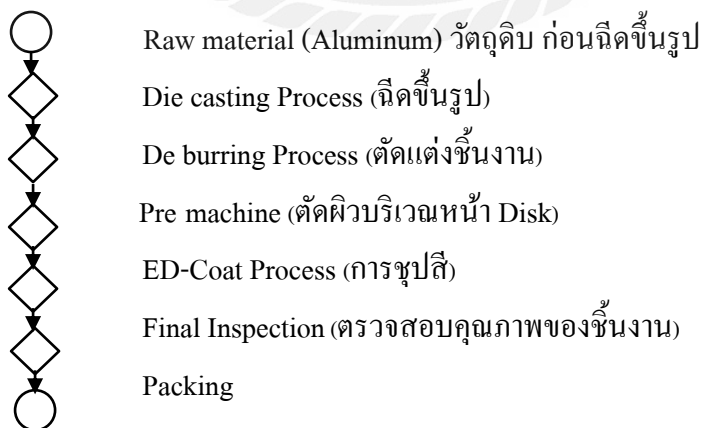 Raw material (Aluminum) วัตถุดิบ ก่อนฉีดขึ้นรูป
Die casting Process (ฉีดขึ้นรูป)
De burring Process (ตัดแต่งชิ้นงาน)
Pre machine (ตัดผิวบริเวณหน้า Disk)
ED-Coat Process (การชุปสี)
Final Inspection (ตรวจสอบคุณภาพของชิ้นงาน)
Packing